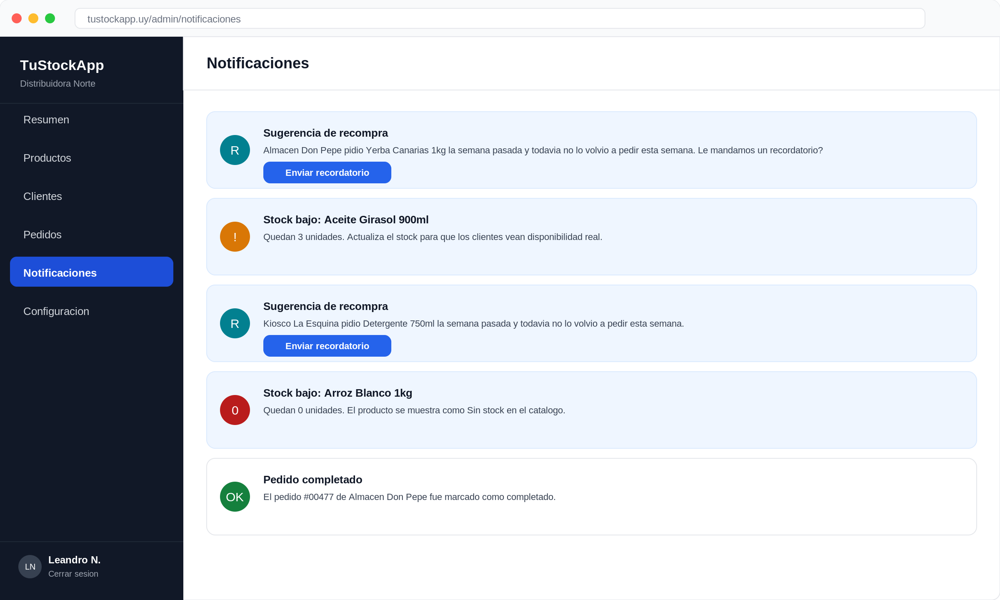 tustockapp.uy/admin/notificaciones
TuStockApp
Distribuidora Norte
Resumen
Productos
Clientes
Pedidos
Notificaciones
Configuracion
LN
Leandro N.
Cerrar sesion
Notificaciones
R
Sugerencia de recompra
Almacen Don Pepe pidio Yerba Canarias 1kg la semana pasada y todavia no lo volvio a pedir esta semana. Le mandamos un recordatorio?
Enviar recordatorio
!
Stock bajo: Aceite Girasol 900ml
Quedan 3 unidades. Actualiza el stock para que los clientes vean disponibilidad real.
R
Sugerencia de recompra
Kiosco La Esquina pidio Detergente 750ml la semana pasada y todavia no lo volvio a pedir esta semana.
Enviar recordatorio
0
Stock bajo: Arroz Blanco 1kg
Quedan 0 unidades. El producto se muestra como Sin stock en el catalogo.
OK
Pedido completado
El pedido #00477 de Almacen Don Pepe fue marcado como completado.